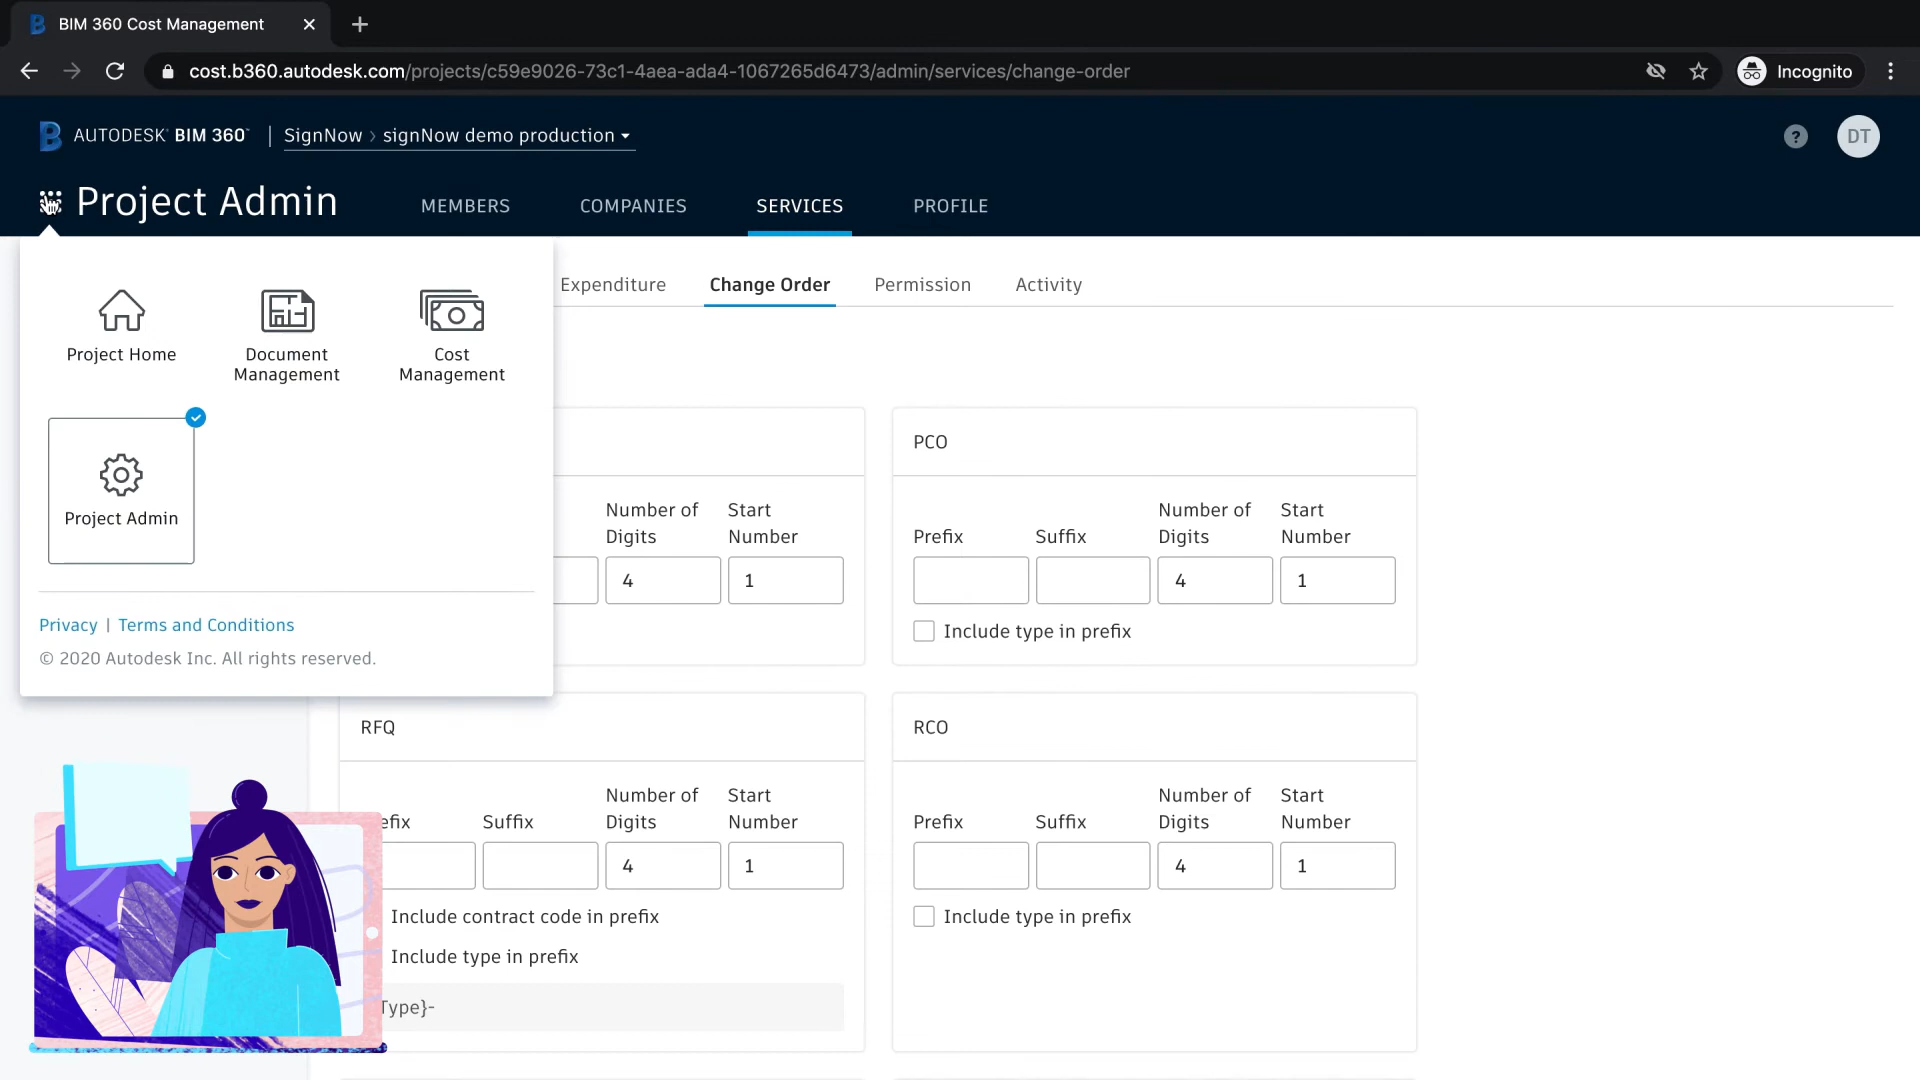 BIM 360 Cost Management
cost.b360.autodesk.com/projects/c59e9026-73c1-4aea-ada4-1067265d6473/admin/services/change-order
Incognito
AUTODESK BIM 360 | SignNow > signNow demo production
? DT
Project Admin MEMBERS COMPANIES SERVICES PROFILE
Expenditure Change Order Permission Activity
Project Home
Document
Management
Cost
Management
Project Admin
Privacy | Terms and Conditions
© 2020 Autodesk Inc. All rights reserved.
Number of
Digits
Start
Number
4 1
PCO
Prefix Suffix
Number of
Digits
Start
Number
4 1
Include type in prefix
RFQ
efix Suffix
Number of
Digits
Start
Number
4 1
Include contract code in prefix
Include type in prefix
Type}-
RCO
Prefix Suffix
Number of
Digits
Start
Number
4 1
Include type in prefix